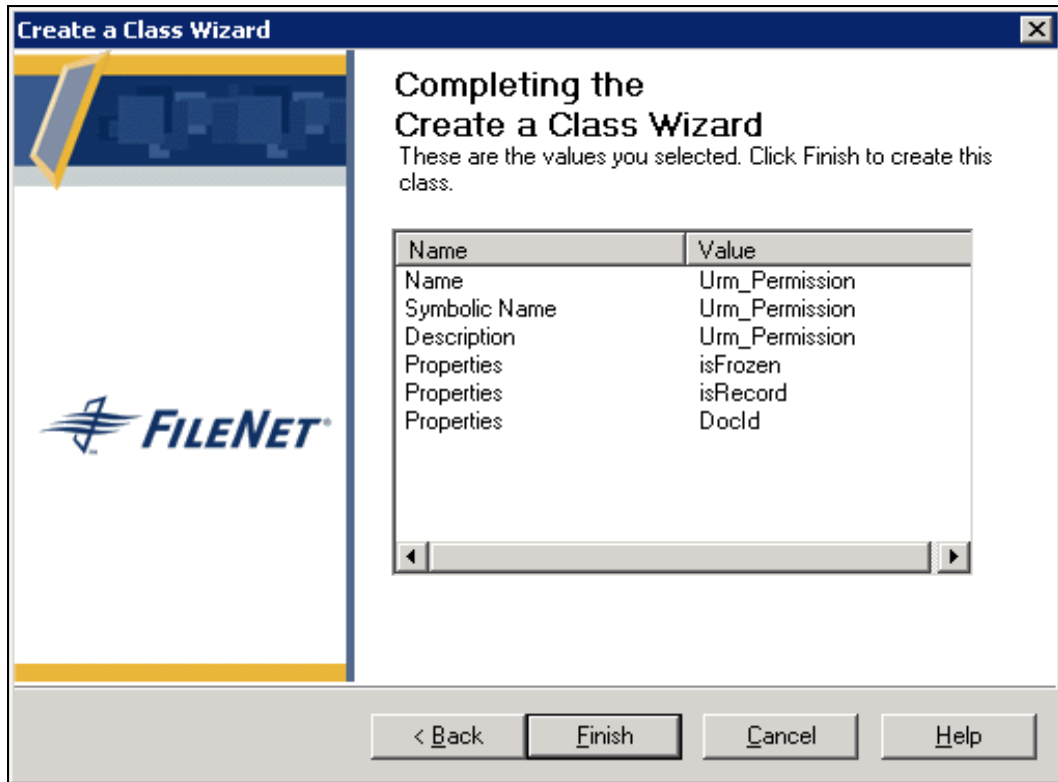 Create a Class Wizard
Completing the
Create a Class Wizard
These are the values you selected. Click Finish to create this
class.
Name Value
Name Urm_Permission
Symbolic Name Urm_Permission
Description Urm_Permission
Properties isFrozen
Properties isRecord
Properties DocId
FILENET
< Back Finish Cancel Help